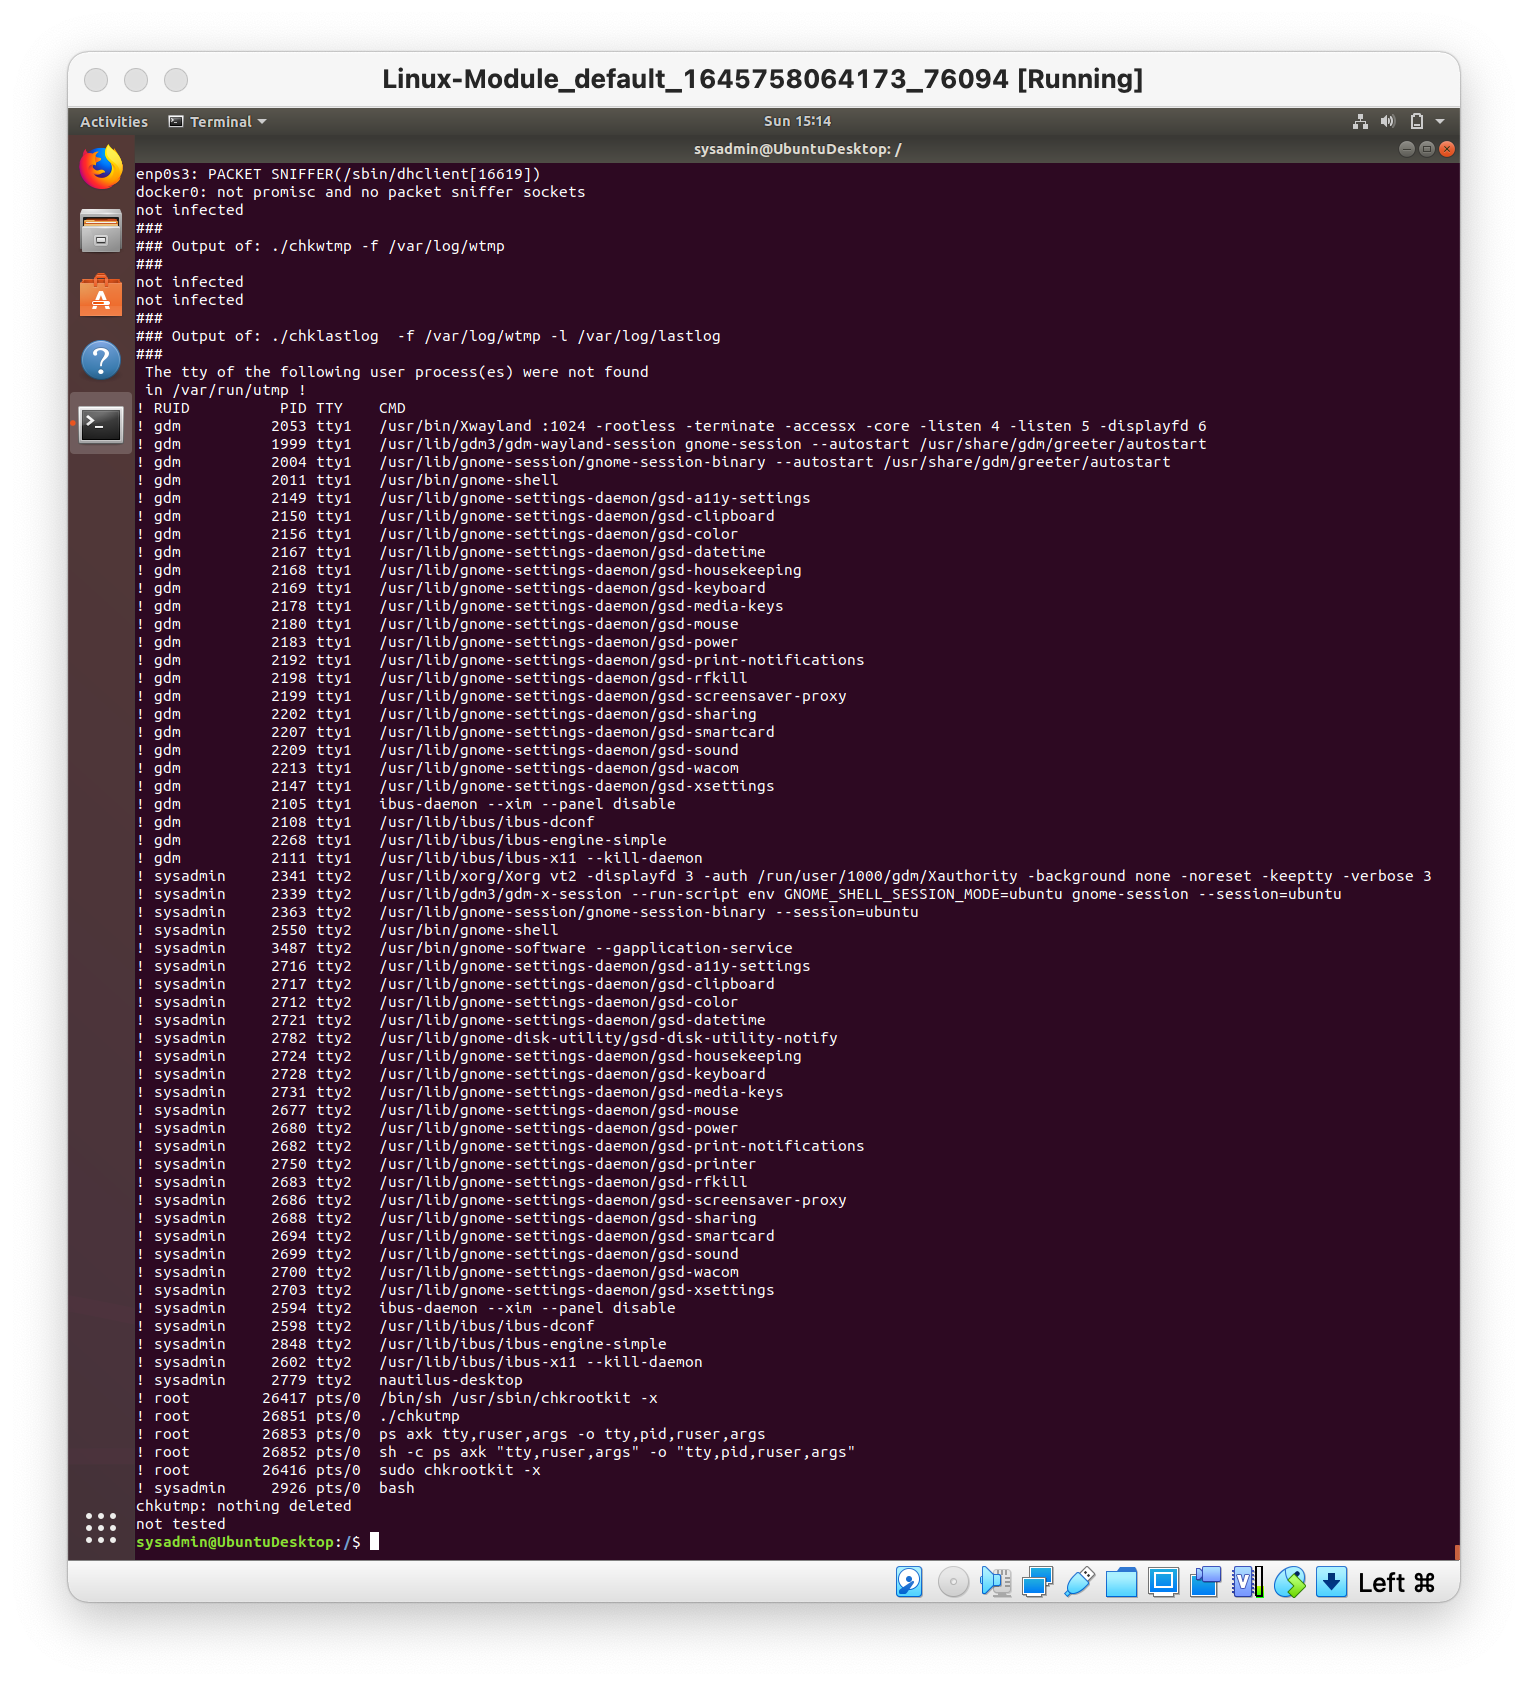 Linux-Module_default_1645758064173_76094 [Running]
Activities Terminal Sun 15:14
sysadmin@UbuntuDesktop: /
enp0s3: PACKET SNIFFER(/sbin/dhclient[16619])
docker0: not promisc and no packet sniffer sockets
not infected
###
### Output of: ./chkwtmp -f /var/log/wtmp
###
not infected
not infected
###
### Output of: ./chklastlog  -f /var/log/wtmp -l /var/log/lastlog
###
 The tty of the following user process(es) were not found
 in /var/run/utmp !
! RUID          PID TTY    CMD
! gdm          2053 tty1   /usr/bin/Xwayland :1024 -rootless -terminate -accessx -core -listen 4 -listen 5 -displayfd 6
! gdm          1999 tty1   /usr/lib/gdm3/gdm-wayland-session gnome-session --autostart /usr/share/gdm/greeter/autostart
! gdm          2004 tty1   /usr/lib/gnome-session/gnome-session-binary --autostart /usr/share/gdm/greeter/autostart
! gdm          2011 tty1   /usr/bin/gnome-shell
! gdm          2149 tty1   /usr/lib/gnome-settings-daemon/gsd-a11y-settings
! gdm          2150 tty1   /usr/lib/gnome-settings-daemon/gsd-clipboard
! gdm          2156 tty1   /usr/lib/gnome-settings-daemon/gsd-color
! gdm          2167 tty1   /usr/lib/gnome-settings-daemon/gsd-datetime
! gdm          2168 tty1   /usr/lib/gnome-settings-daemon/gsd-housekeeping
! gdm          2169 tty1   /usr/lib/gnome-settings-daemon/gsd-keyboard
! gdm          2178 tty1   /usr/lib/gnome-settings-daemon/gsd-media-keys
! gdm          2180 tty1   /usr/lib/gnome-settings-daemon/gsd-mouse
! gdm          2183 tty1   /usr/lib/gnome-settings-daemon/gsd-power
! gdm          2192 tty1   /usr/lib/gnome-settings-daemon/gsd-print-notifications
! gdm          2198 tty1   /usr/lib/gnome-settings-daemon/gsd-rfkill
! gdm          2199 tty1   /usr/lib/gnome-settings-daemon/gsd-screensaver-proxy
! gdm          2202 tty1   /usr/lib/gnome-settings-daemon/gsd-sharing
! gdm          2207 tty1   /usr/lib/gnome-settings-daemon/gsd-smartcard
! gdm          2209 tty1   /usr/lib/gnome-settings-daemon/gsd-sound
! gdm          2213 tty1   /usr/lib/gnome-settings-daemon/gsd-wacom
! gdm          2147 tty1   /usr/lib/gnome-settings-daemon/gsd-xsettings
! gdm          2105 tty1   ibus-daemon --xim --panel disable
! gdm          2108 tty1   /usr/lib/ibus/ibus-dconf
! gdm          2268 tty1   /usr/lib/ibus/ibus-engine-simple
! gdm          2111 tty1   /usr/lib/ibus/ibus-x11 --kill-daemon
! sysadmin     2341 tty2   /usr/lib/xorg/Xorg vt2 -displayfd 3 -auth /run/user/1000/gdm/Xauthority -background none -noreset -keeptty -verbose 3
! sysadmin     2339 tty2   /usr/lib/gdm3/gdm-x-session --run-script env GNOME_SHELL_SESSION_MODE=ubuntu gnome-session --session=ubuntu
! sysadmin     2363 tty2   /usr/lib/gnome-session/gnome-session-binary --session=ubuntu
! sysadmin     2550 tty2   /usr/bin/gnome-shell
! sysadmin     3487 tty2   /usr/bin/gnome-software --gapplication-service
! sysadmin     2716 tty2   /usr/lib/gnome-settings-daemon/gsd-a11y-settings
! sysadmin     2717 tty2   /usr/lib/gnome-settings-daemon/gsd-clipboard
! sysadmin     2712 tty2   /usr/lib/gnome-settings-daemon/gsd-color
! sysadmin     2721 tty2   /usr/lib/gnome-settings-daemon/gsd-datetime
! sysadmin     2782 tty2   /usr/lib/gnome-disk-utility/gsd-disk-utility-notify
! sysadmin     2724 tty2   /usr/lib/gnome-settings-daemon/gsd-housekeeping
! sysadmin     2728 tty2   /usr/lib/gnome-settings-daemon/gsd-keyboard
! sysadmin     2731 tty2   /usr/lib/gnome-settings-daemon/gsd-media-keys
! sysadmin     2677 tty2   /usr/lib/gnome-settings-daemon/gsd-mouse
! sysadmin     2680 tty2   /usr/lib/gnome-settings-daemon/gsd-power
! sysadmin     2682 tty2   /usr/lib/gnome-settings-daemon/gsd-print-notifications
! sysadmin     2750 tty2   /usr/lib/gnome-settings-daemon/gsd-printer
! sysadmin     2683 tty2   /usr/lib/gnome-settings-daemon/gsd-rfkill
! sysadmin     2686 tty2   /usr/lib/gnome-settings-daemon/gsd-screensaver-proxy
! sysadmin     2688 tty2   /usr/lib/gnome-settings-daemon/gsd-sharing
! sysadmin     2694 tty2   /usr/lib/gnome-settings-daemon/gsd-smartcard
! sysadmin     2699 tty2   /usr/lib/gnome-settings-daemon/gsd-sound
! sysadmin     2700 tty2   /usr/lib/gnome-settings-daemon/gsd-wacom
! sysadmin     2703 tty2   /usr/lib/gnome-settings-daemon/gsd-xsettings
! sysadmin     2594 tty2   ibus-daemon --xim --panel disable
! sysadmin     2598 tty2   /usr/lib/ibus/ibus-dconf
! sysadmin     2848 tty2   /usr/lib/ibus/ibus-engine-simple
! sysadmin     2602 tty2   /usr/lib/ibus/ibus-x11 --kill-daemon
! sysadmin     2779 tty2   nautilus-desktop
! root        26417 pts/0  /bin/sh /usr/sbin/chkrootkit -x
! root        26851 pts/0  ./chkutmp
! root        26853 pts/0  ps axk tty,ruser,args -o tty,pid,ruser,args
! root        26852 pts/0  sh -c ps axk "tty,ruser,args" -o "tty,pid,ruser,args"
! root        26416 pts/0  sudo chkrootkit -x
! sysadmin     2926 pts/0  bash
chkutmp: nothing deleted
not tested
sysadmin@UbuntuDesktop:/$
Left ⌘